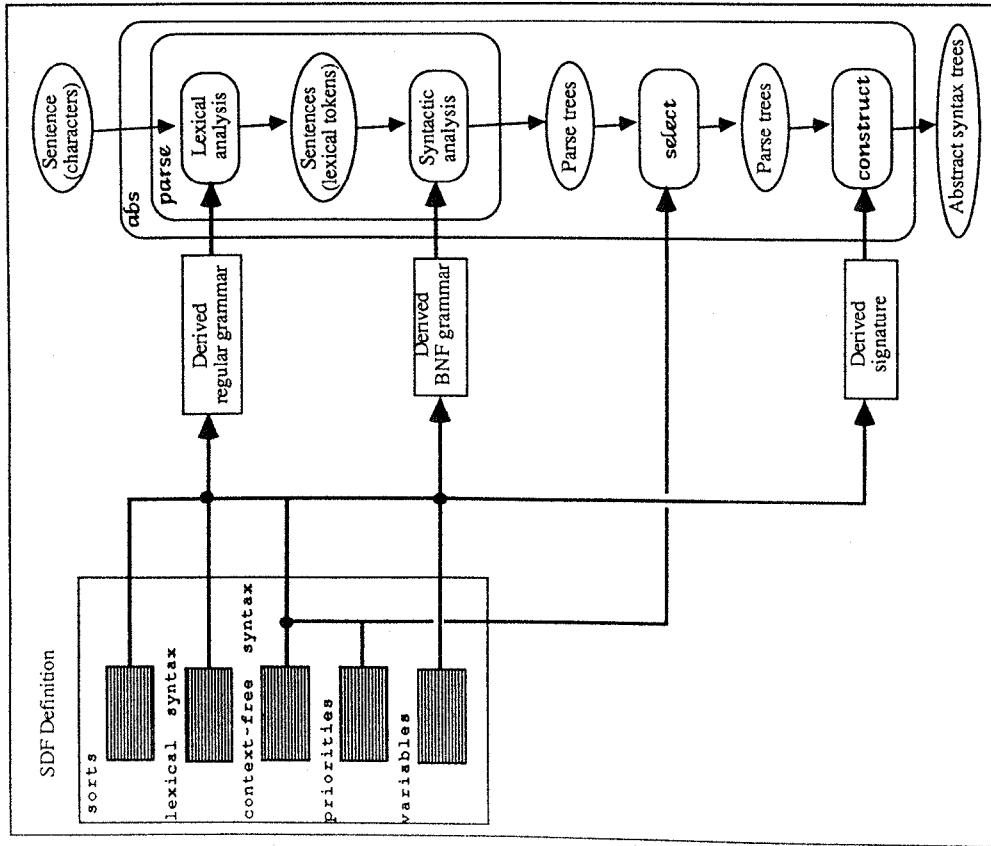 SDF Definition
sorts
lexical syntax
context-free syntax
priorities
variables
Derived
regular grammar
Derived
BNF grammar
Derived
signature
abs
parse
Sentence
(characters)
Lexical
analysis
Sentences
(lexical tokens)
Syntactic
analysis
Parse trees
select
Parse trees
construct
Abstract syntax trees